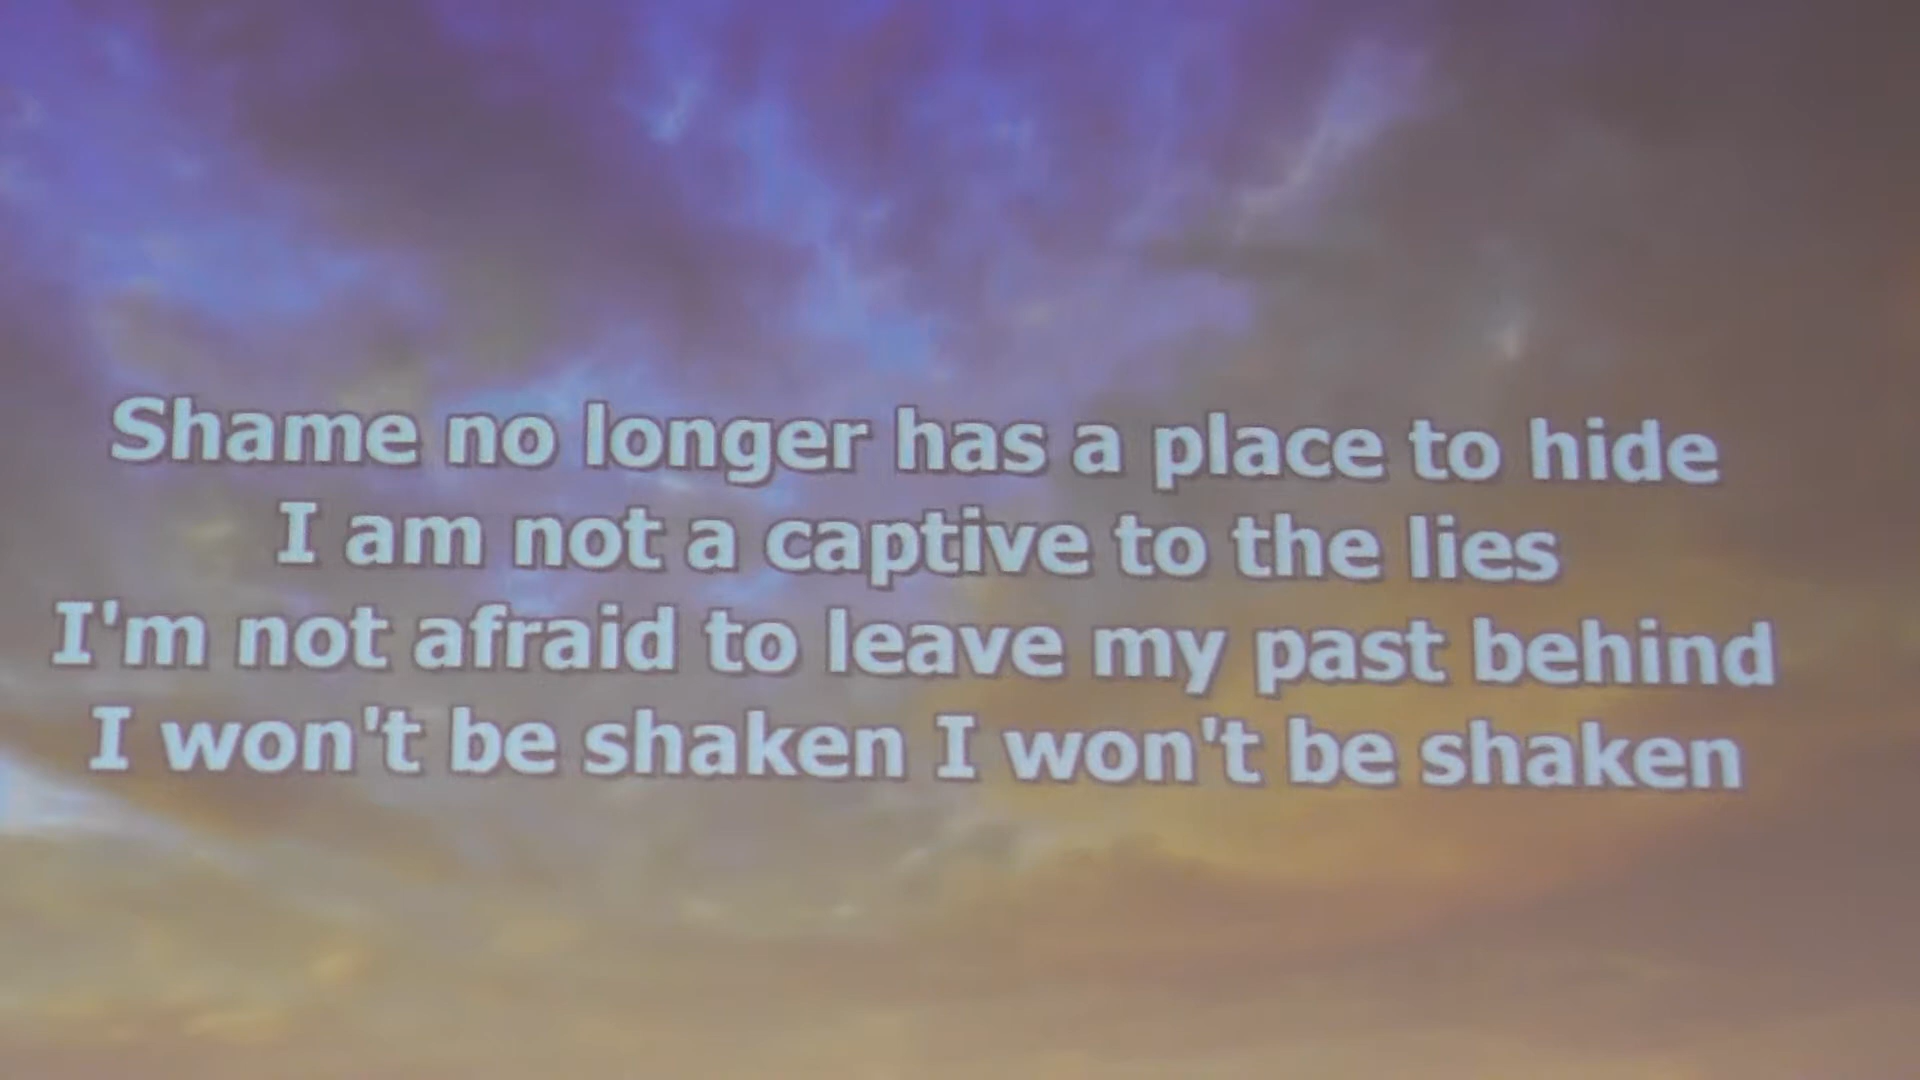 Shame no longer has a place to hide
I am not a captive to the lies
I'm not afraid to leave my past behind
I won't be shaken I won't be shaken